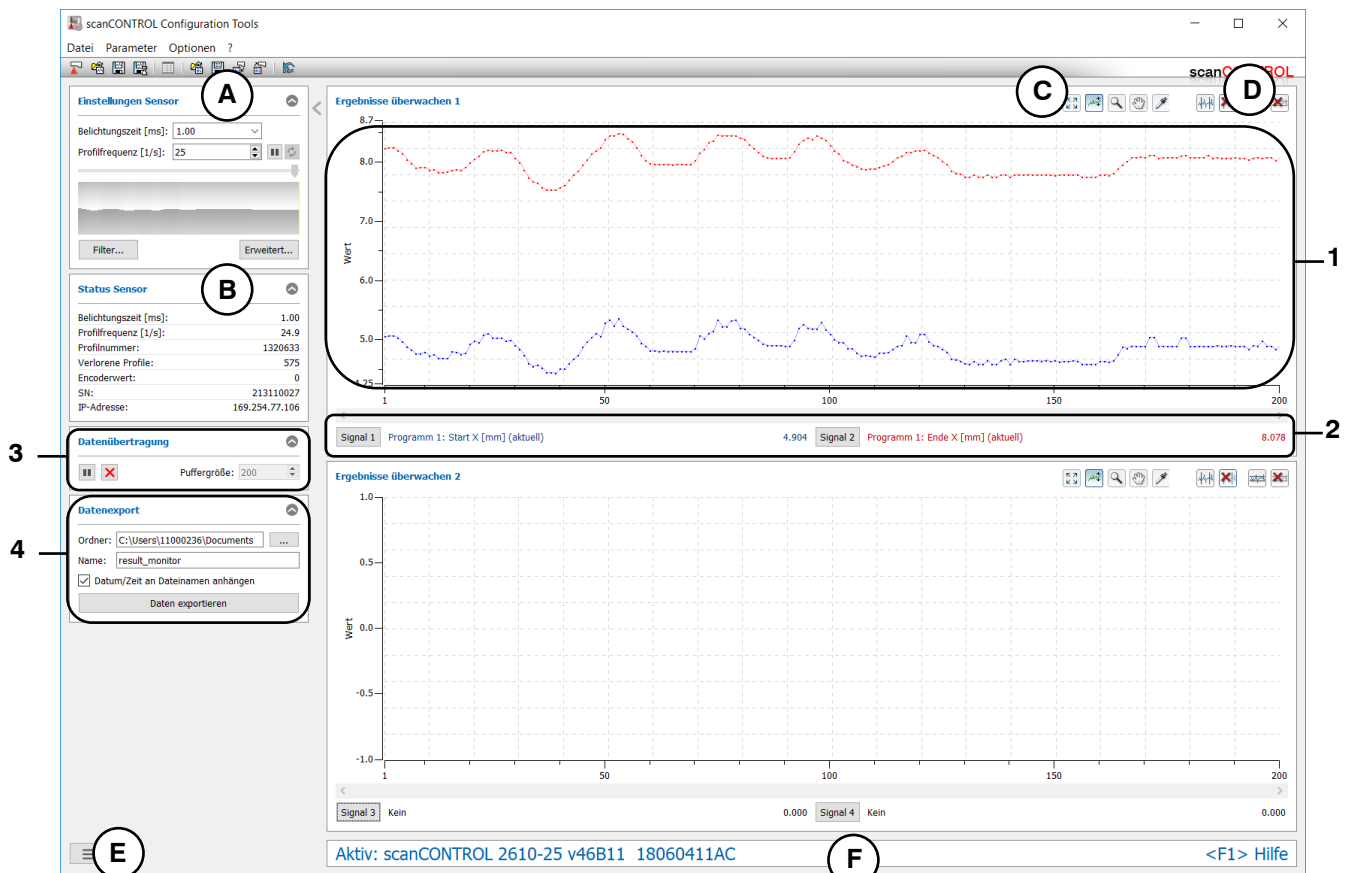 scanCONTROL Configuration Tools
Datei Parameter Optionen ?
A
Einstellungen Sensor
Belichtungszeit [ms]: 1.00
Profilfrequenz [1/s]: 25
Filter...
Erweitert...
B
Status Sensor
Belichtungszeit [ms]: 1.00
Profilfrequenz [1/s]: 24.9
Profilnummer: 1320633
Verlorene Profile: 575
Encoderwert: 0
SN: 213110027
IP-Adresse: 169.254.77.106
3
Datenübertragung
Puffergröße: 200
4
Datenexport
Ordner: C:\Users\11000236\Documents ...
Name: result_monitor
Datum/Zeit an Dateinamen anhängen
Daten exportieren
E
C
D
Ergebnisse überwachen 1
8.7
8.0
7.0
6.0
5.0
Wert
1 50 100 150 200
1
Signal 1 Programm 1: Start X [mm] (aktuell) 4.904 Signal 2 Programm 1: Ende X [mm] (aktuell) 8.078
2
Ergebnisse überwachen 2
1.0
0.5
0.0
-0.5
-1.0
Wert
1 50 100 150 200
Signal 3 Kein 0.000 Signal 4 Kein 0.000
Aktiv: scanCONTROL 2610-25 v46B11 18060411AC
F
<F1> Hilfe